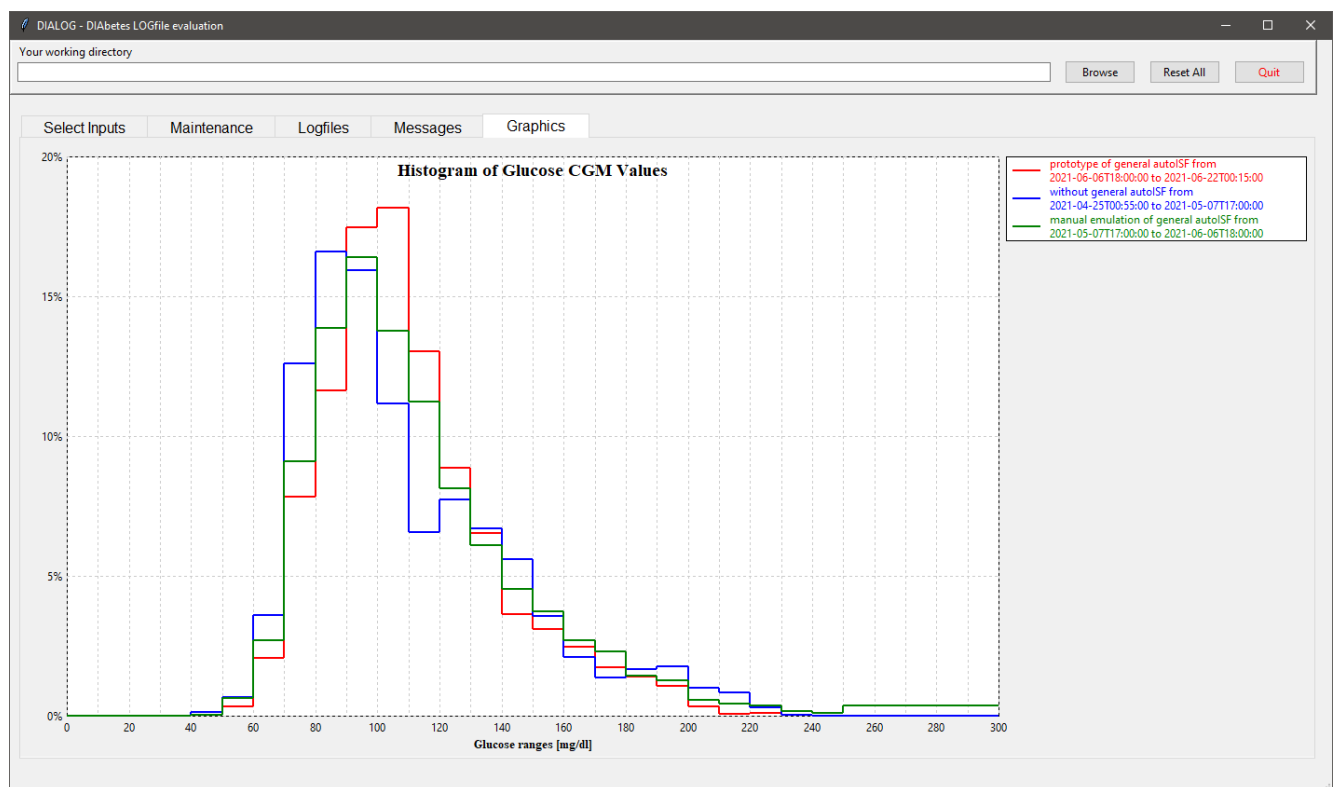 DIALOG - DIAbetes LOGfile evaluation
Your working directory
Browse Reset All Quit
Select Inputs Maintenance Logfiles Messages Graphics
Histogram of Glucose CGM Values
20%
15%
10%
5%
0%
0 20 40 60 80 100 120 140 160 180 200 220 240 260 280 300
Glucose ranges [mg/dl]
prototype of general autoISF from
2021-06-06T18:00:00 to 2021-06-22T00:15:00
without general autoISF from
2021-04-25T00:55:00 to 2021-05-07T17:00:00
manual emulation of general autoISF from
2021-05-07T17:00:00 to 2021-06-06T18:00:00